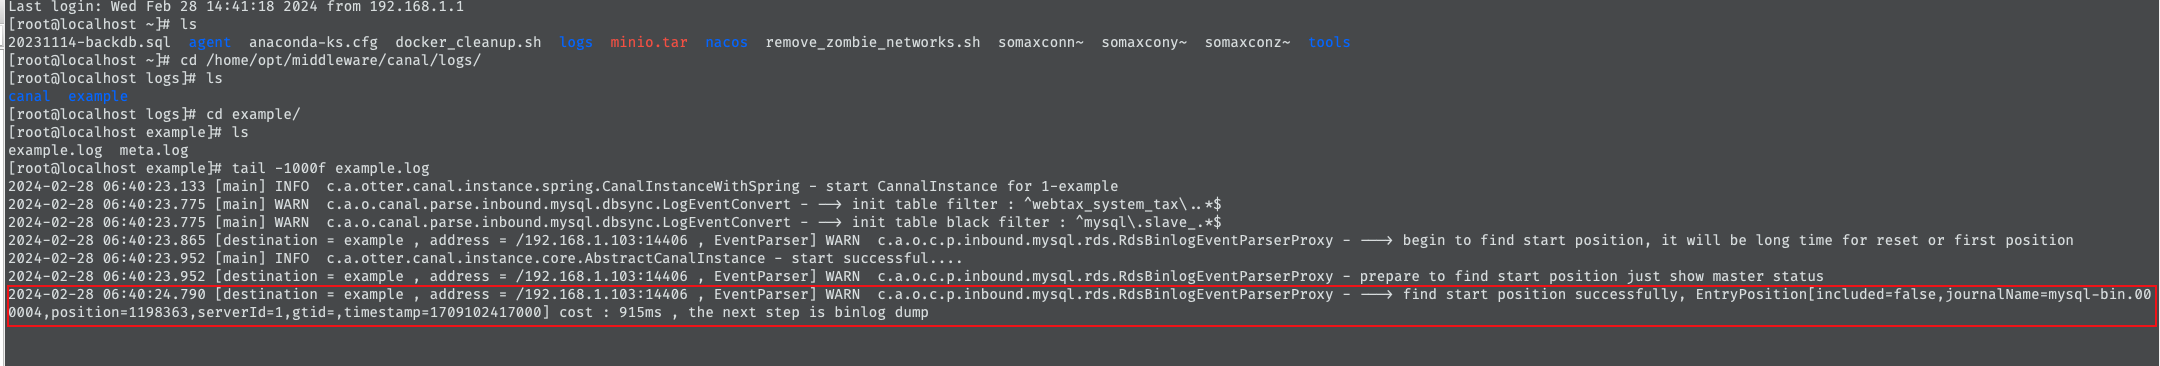 Last login: Wed Feb 28 14:41:18 2024 from 192.168.1.1
[root@localhost ~]# ls
20231114-backdb.sql  agent  anaconda-ks.cfg  docker_cleanup.sh  logs  minio.tar  nacos  remove_zombie_networks.sh  somaxconn~  somaxcony~  somaxconz~  tools
[root@localhost ~]# cd /home/opt/middleware/canal/logs/
[root@localhost logs]# ls
canal  example
[root@localhost logs]# cd example/
[root@localhost example]# ls
example.log  meta.log
[root@localhost example]# tail -1000f example.log
2024-02-28 06:40:23.133 [main] INFO  c.a.otter.canal.instance.spring.CanalInstanceWithSpring - start CannalInstance for 1-example
2024-02-28 06:40:23.775 [main] WARN  c.a.o.canal.parse.inbound.mysql.dbsync.LogEventConvert - --> init table filter : ^webtax_system_tax\..*$
2024-02-28 06:40:23.775 [main] WARN  c.a.o.canal.parse.inbound.mysql.dbsync.LogEventConvert - --> init table black filter : ^mysql\.slave_.*$
2024-02-28 06:40:23.865 [destination = example , address = /192.168.1.103:14406 , EventParser] WARN  c.a.o.c.p.inbound.mysql.rds.RdsBinlogEventParserProxy - ---> begin to find start position, it will be long time for reset or first position
2024-02-28 06:40:23.952 [main] INFO  c.a.otter.canal.instance.core.AbstractCanalInstance - start successful....
2024-02-28 06:40:23.952 [destination = example , address = /192.168.1.103:14406 , EventParser] WARN  c.a.o.c.p.inbound.mysql.rds.RdsBinlogEventParserProxy - prepare to find start position just show master status
2024-02-28 06:40:24.790 [destination = example , address = /192.168.1.103:14406 , EventParser] WARN  c.a.o.c.p.inbound.mysql.rds.RdsBinlogEventParserProxy - ---> find start position successfully, EntryPosition[included=false,journalName=mysql-bin.00
0004,position=1198363,serverId=1,gtid=,timestamp=1709102417000] cost : 915ms , the next step is binlog dump